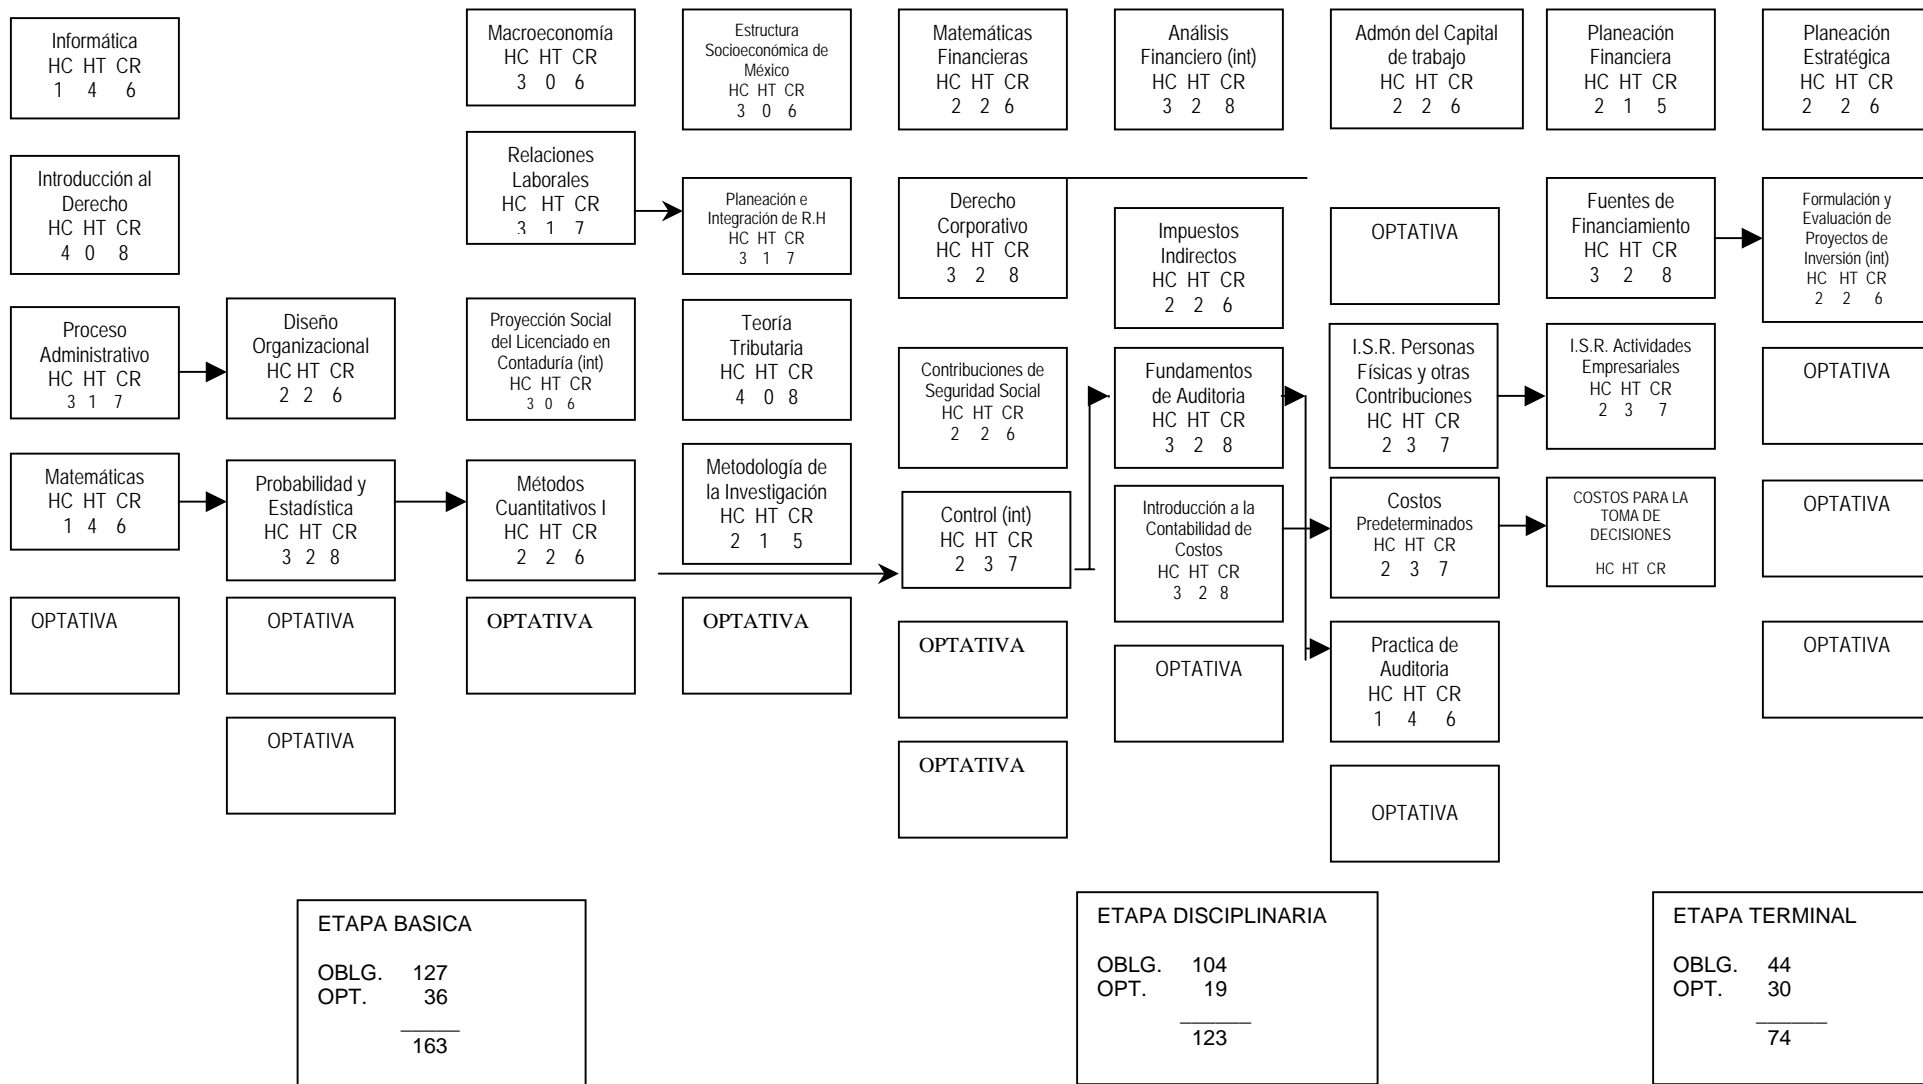 Informática
HC HT CR
1 4 6
Introducción al
Derecho
HC HT CR
4 0 8
Proceso
Administrativo
HC HT CR
3 1 7
Matemáticas
HC HT CR
1 4 6
OPTATIVA
Diseño
Organizacional
HC HT CR
2 2 6
Probabilidad y
Estadística
HC HT CR
3 2 8
OPTATIVA
OPTATIVA
Macroeconomía
HC HT CR
3 0 6
Relaciones
Laborales
HC HT CR
3 1 7
Proyección Social
del Licenciado en
Contaduría (int)
HC HT CR
3 0 6
Métodos
Cuantitativos I
HC HT CR
2 2 6
OPTATIVA
Estructura
Socioeconómica de
México
HC HT CR
3 0 6
Planeación e
Integración de R.H
HC HT CR
3 1 7
Teoría
Tributaria
HC HT CR
4 0 8
Metodología de
la Investigación
HC HT CR
2 1 5
OPTATIVA
Matemáticas
Financieras
HC HT CR
2 2 6
Derecho
Corporativo
HC HT CR
3 2 8
Contribuciones de
Seguridad Social
HC HT CR
2 2 6
Control (int)
HC HT CR
2 3 7
OPTATIVA
OPTATIVA
Análisis
Financiero (int)
HC HT CR
3 2 8
Impuestos
Indirectos
HC HT CR
2 2 6
Fundamentos
de Auditoria
HC HT CR
3 2 8
Introducción a la
Contabilidad de
Costos
HC HT CR
3 2 8
OPTATIVA
Admón del Capital
de trabajo
HC HT CR
2 2 6
OPTATIVA
I.S.R. Personas
Físicas y otras
Contribuciones
HC HT CR
2 3 7
Costos
Predeterminados
HC HT CR
2 3 7
Practica de
Auditoria
HC HT CR
1 4 6
OPTATIVA
Planeación
Financiera
HC HT CR
2 1 5
Fuentes de
Financiamiento
HC HT CR
3 2 8
I.S.R. Actividades
Empresariales
HC HT CR
2 3 7
COSTOS PARA LA
TOMA DE
DECISIONES
HC HT CR
Planeación
Estratégica
HC HT CR
2 2 6
Formulación y
Evaluación de
Proyectos de
Inversión (int)
HC HT CR
2 2 6
OPTATIVA
OPTATIVA
OPTATIVA
ETAPA BASICA
OBLG. 127
OPT. 36
163
ETAPA DISCIPLINARIA
OBLG. 104
OPT. 19
123
ETAPA TERMINAL
OBLG. 44
OPT. 30
74